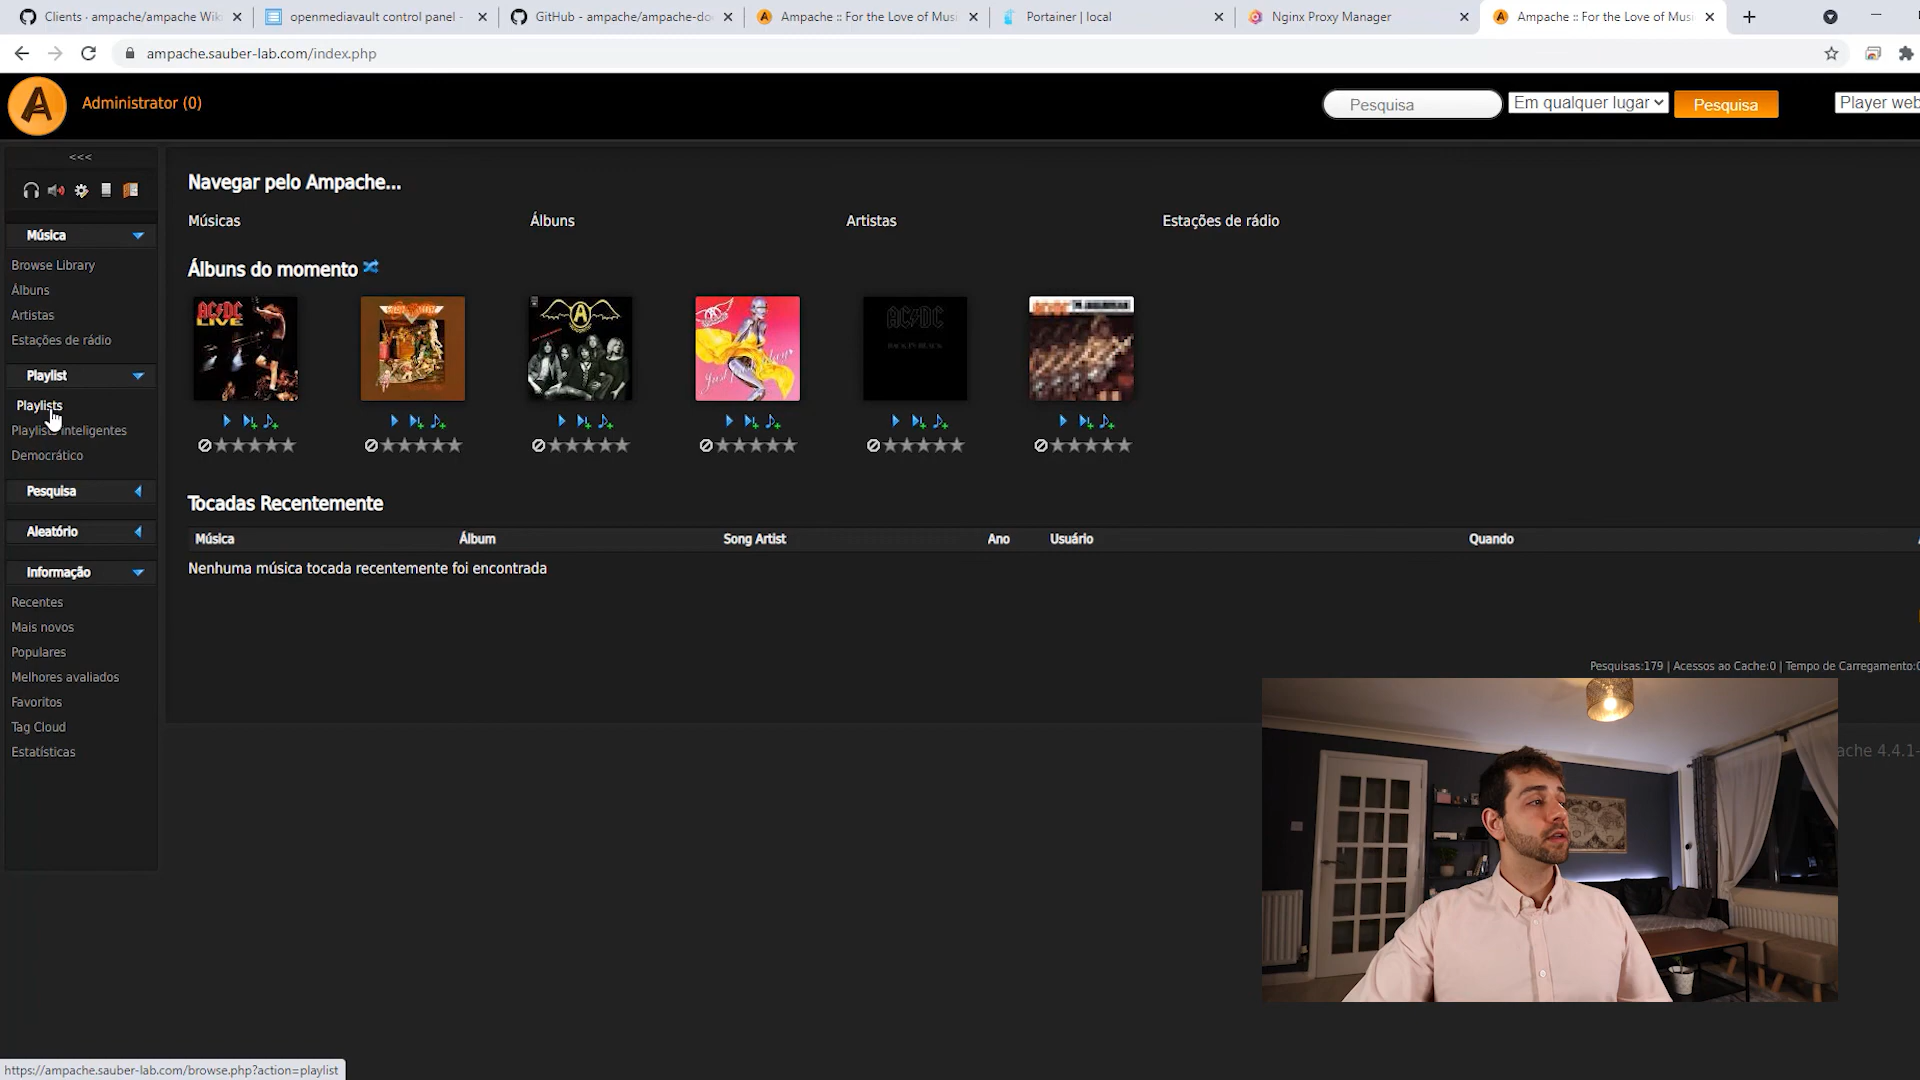 Clients · ampache/ampache Wik
openmediavault control panel -
GitHub - ampache/ampache-do
Ampache :: For the Love of Mus
Portainer | local
Nginx Proxy Manager
Ampache :: For the Love of Mus
ampache.sauber-lab.com/index.php
Administrator (0)
Pesquisa
Em qualquer lugar
Pesquisa
Player web
<<<
Música
Browse Library
Álbuns
Artistas
Estações de rádio
Playlist
Playlists
Playlists Inteligentes
Democrático
Pesquisa
Aleatório
Informação
Recentes
Mais novos
Populares
Melhores avaliados
Favoritos
Tag Cloud
Estatísticas
Navegar pelo Ampache...
Músicas Álbuns Artistas Estações de rádio
Álbuns do momento
AC/DC
LIVE
AC/DC
BACK IN BLACK
Tocadas Recentemente
Música Álbum Song Artist Ano Usuário Quando
Nenhuma música tocada recentemente foi encontrada
Pesquisas:179 | Acessos ao Cache:0 | Tempo de Carregamento:0
ache 4.4.1-
https://ampache.sauber-lab.com/browse.php?action=playlist